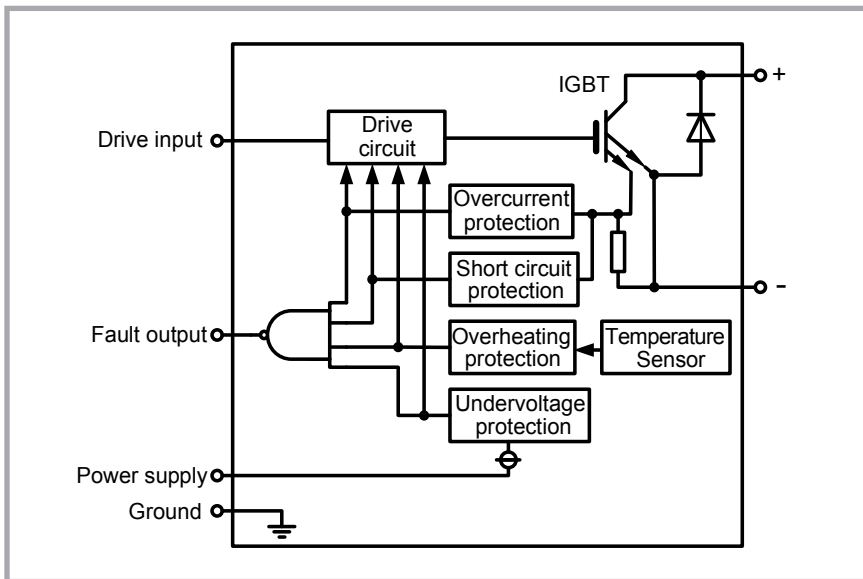 IGBT
+
Drive input
Drive
circuit
Overcurrent
protection
Short circuit
protection
-
Fault output
Overheating
protection
Temperature
Sensor
Undervoltage
protection
Power supply
Ground